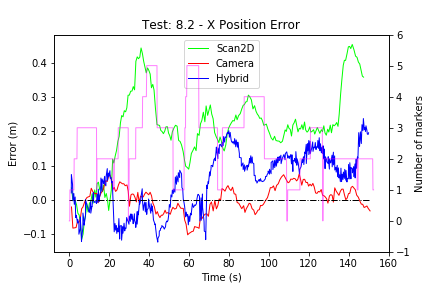 Test: 8.2 - X Position Error
Scan2D
Camera
Hybrid
Error (m)
0.4
0.3
0.2
0.1
0.0
−0.1
6
5
4
3
2
1
0
−1
Number of markers
0 20 40 60 80 100 120 140 160
Time (s)